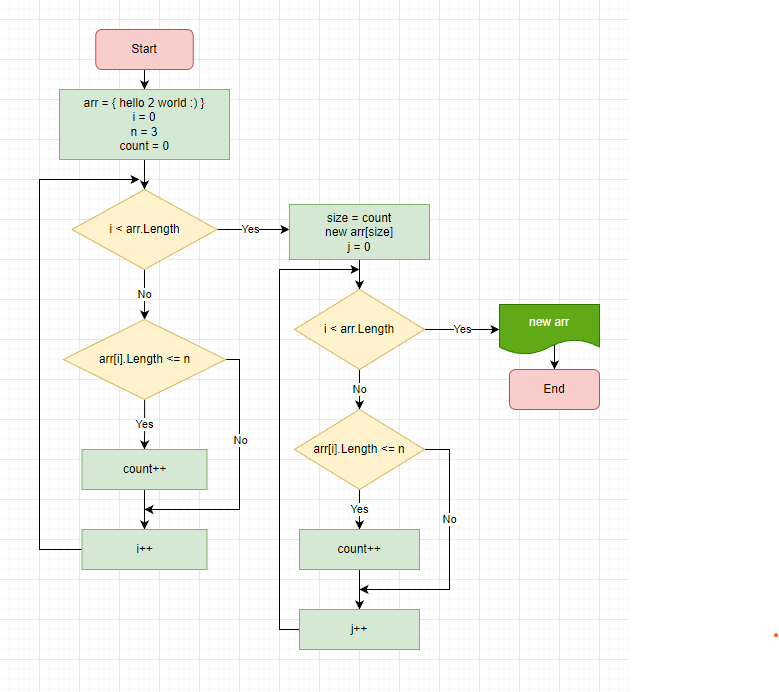 Start
arr = { hello 2 world :) }
i = 0
n = 3
count = 0
i < arr.Length
Yes
No
arr[i].Length <= n
Yes
No
count++
i++
size = count
new arr[size]
j = 0
i < arr.Length
Yes
No
new arr
End
arr[i].Length <= n
Yes
No
count++
j++